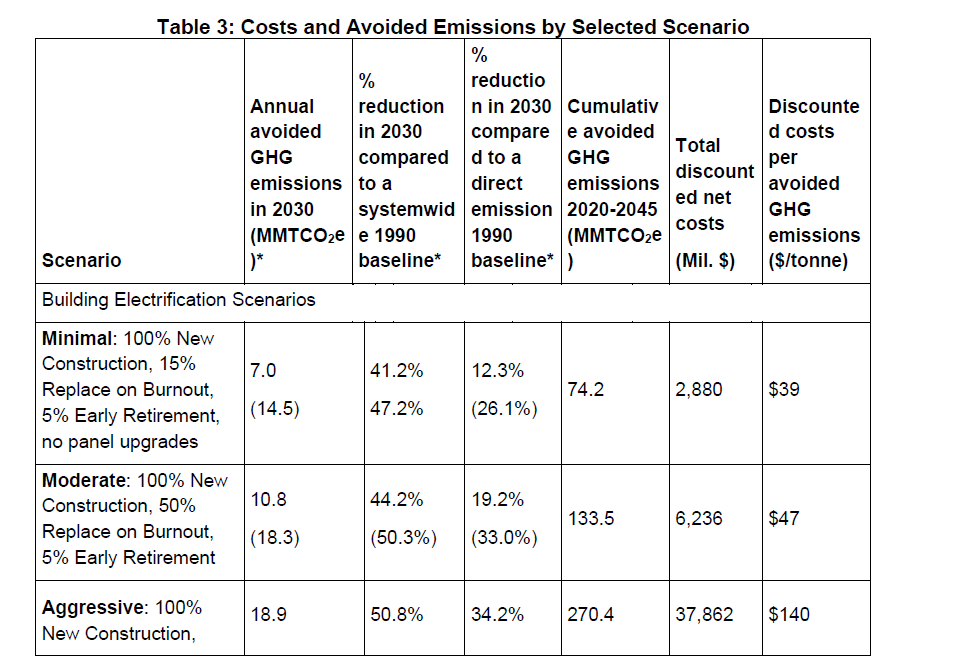 Table 3: Costs and Avoided Emissions by Selected Scenario
Scenario
Annual
avoided
GHG
emissions
in 2030
(MMTCO₂e
)*
%
reduction
in 2030
compared
to a
systemwid
e 1990
baseline*
%
reductio
n in 2030
compare
d to a
direct
emission
1990
baseline*
Cumulativ
e avoided
GHG
emissions
2020-2045
(MMTCO₂e
)
Total
discount
ed net
costs
(Mil. $)
Discounte
d costs
per
avoided
GHG
emissions
($/tonne)
Building Electrification Scenarios
Minimal: 100% New
Construction, 15%
Replace on Burnout,
5% Early Retirement,
no panel upgrades
7.0
(14.5)
41.2%
47.2%
12.3%
(26.1%)
74.2
2,880
$39
Moderate: 100% New
Construction, 50%
Replace on Burnout,
5% Early Retirement
10.8
(18.3)
44.2%
(50.3%)
19.2%
(33.0%)
133.5
6,236
$47
Aggressive: 100%
New Construction,
18.9
50.8%
34.2%
270.4
37,862
$140